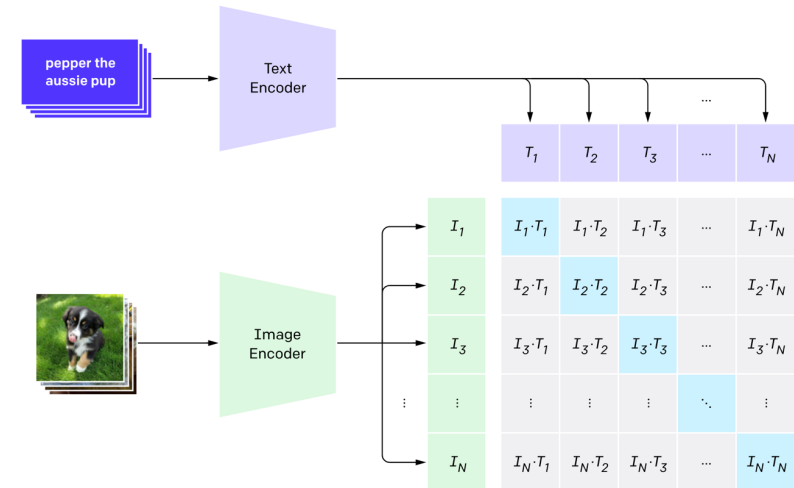 pepper the
aussie pup
Text
Encoder
...
T1 T2 T3 ... TN
I1 I1·T1 I1·T2 I1·T3 ... I1·TN
I2 I2·T1 I2·T2 I2·T3 ... I2·TN
Image
Encoder
I3 I3·T1 I3·T2 I3·T3 ... I3·TN
⋮ ⋮ ⋮ ⋮ ⋮ ⋱ ⋮
IN IN·T1 IN·T2 IN·T3 ... IN·TN